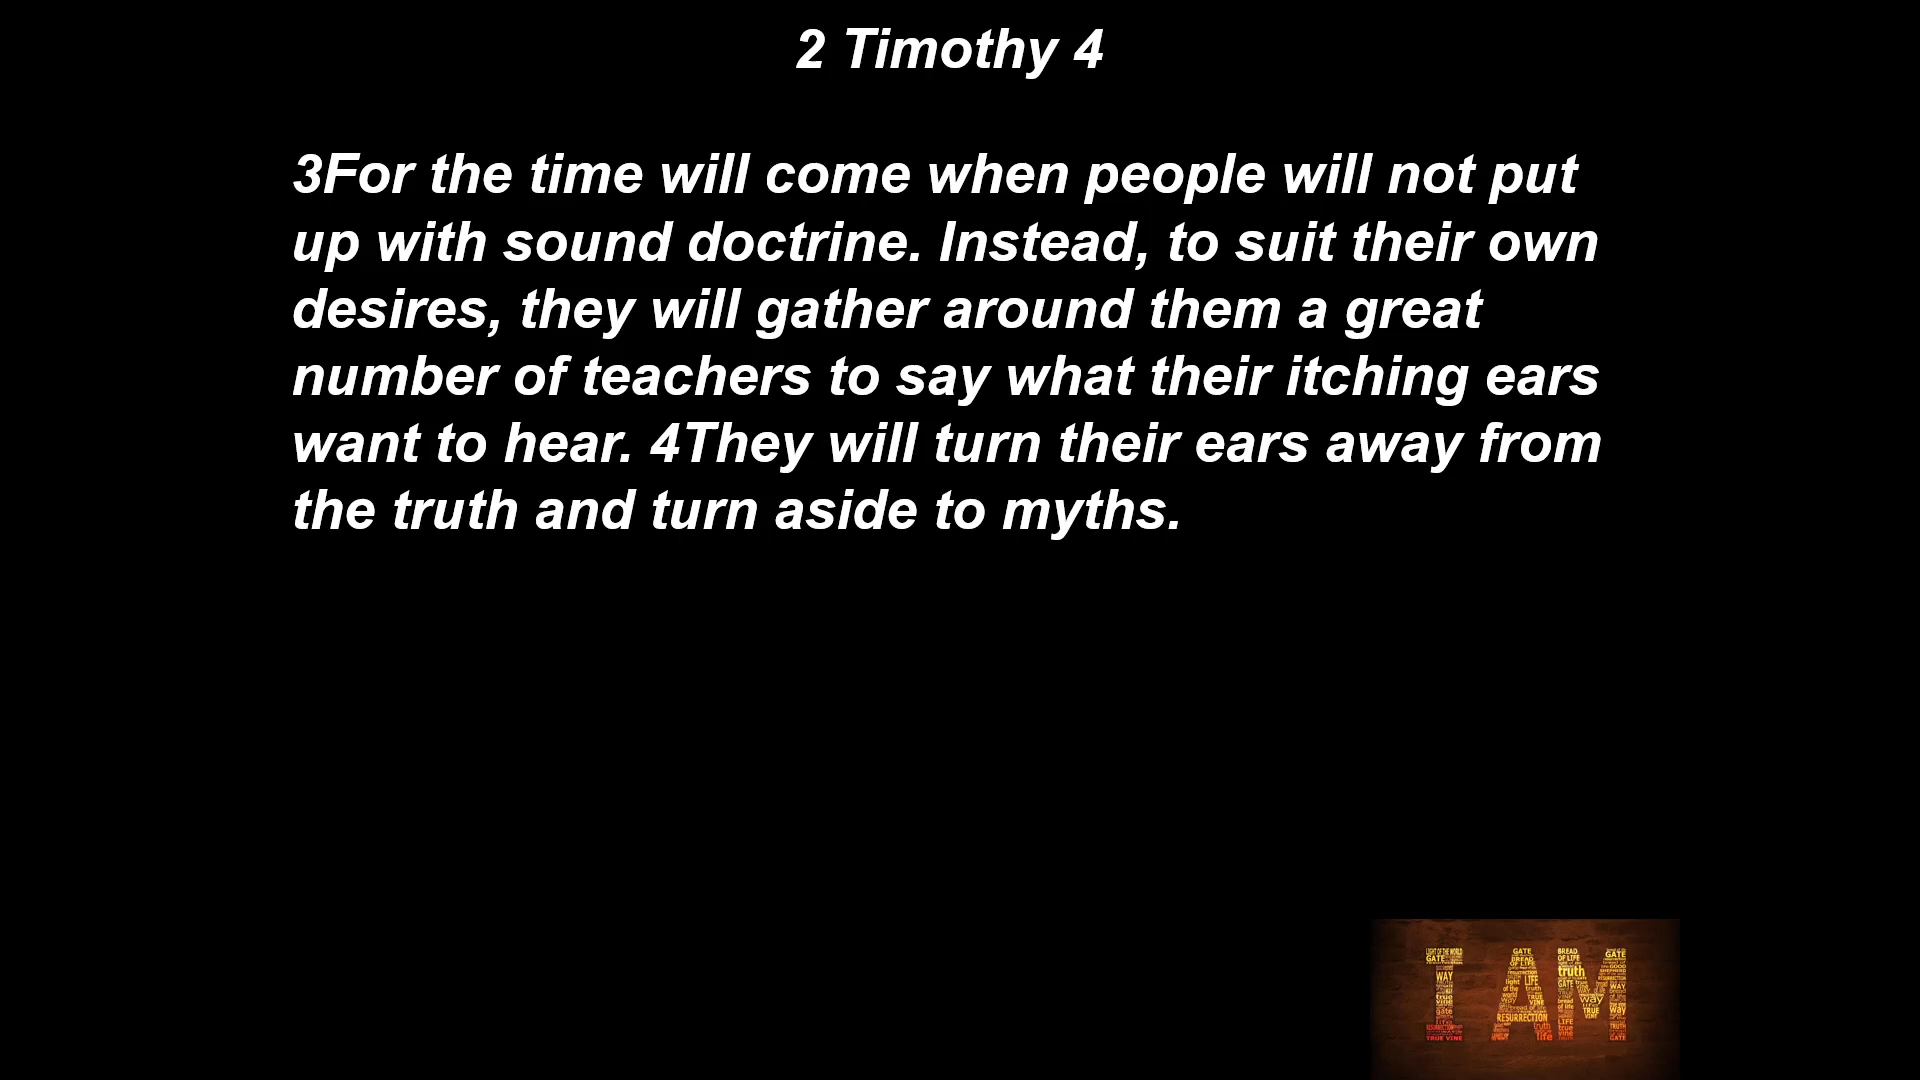 2 Timothy 4
3For the time will come when people will not put
up with sound doctrine. Instead, to suit their own
desires, they will gather around them a great
number of teachers to say what their itching ears
want to hear. 4They will turn their ears away from
the truth and turn aside to myths.
I AM